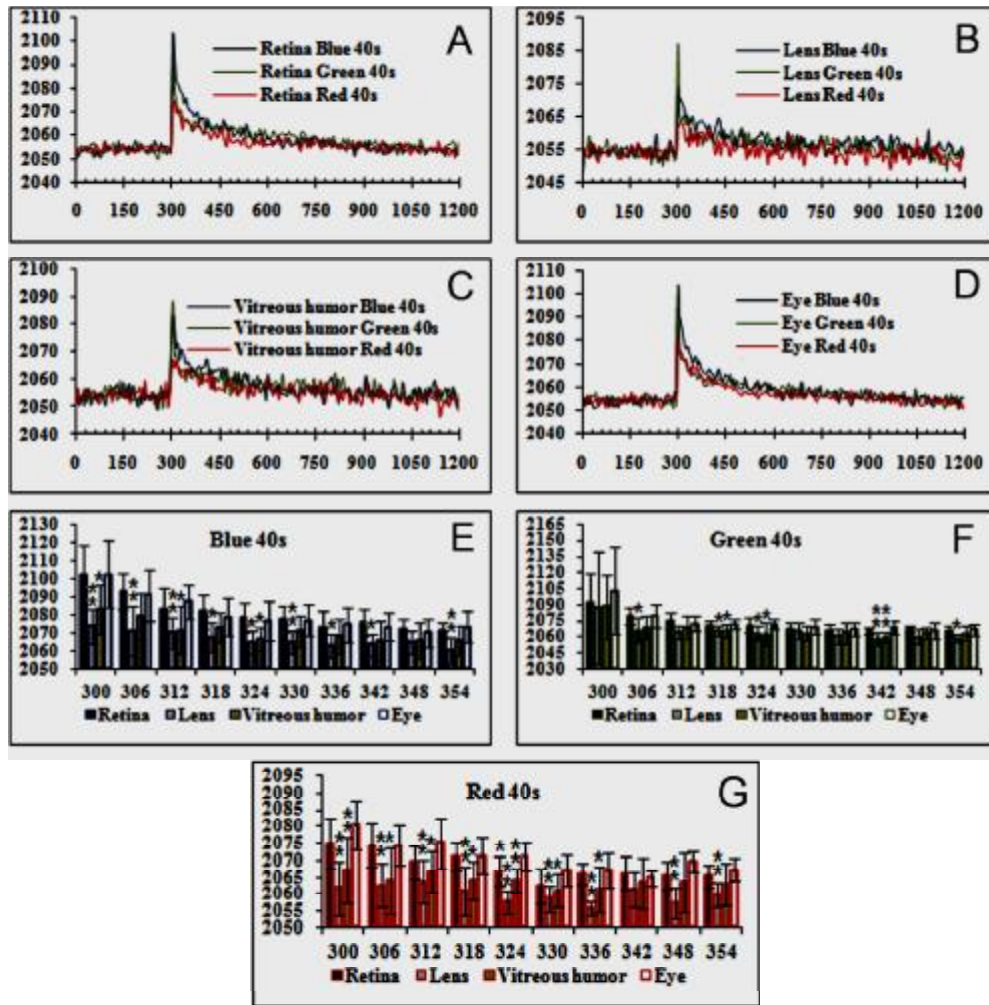 A
2110
2100
2090
2080
2070
2060
2050
2040
Retina Blue 40s
Retina Green 40s
Retina Red 40s
0 150 300 450 600 750 900 1050 1200
B
2095
2085
2075
2065
2055
2045
Lens Blue 40s
Lens Green 40s
Lens Red 40s
0 150 300 450 600 750 900 1050 1200
C
2100
2090
2080
2070
2060
2050
2040
Vitreous humor Blue 40s
Vitreous humor Green 40s
Vitreous humor Red 40s
0 150 300 450 600 750 900 1050 1200
D
2110
2100
2090
2080
2070
2060
2050
2040
Eye Blue 40s
Eye Green 40s
Eye Red 40s
0 150 300 450 600 750 900 1050 1200
E
Blue 40s
2130
2120
2110
2100
2090
2080
2070
2060
2050
300 306 312 318 324 330 336 342 348 354
Retina Lens Vitreous humor Eye
F
Green 40s
2165
2150
2135
2120
2105
2090
2075
2060
2045
2030
300 306 312 318 324 330 336 342 348 354
Retina Lens Vitreous humor Eye
G
Red 40s
2095
2090
2085
2080
2075
2070
2065
2060
2055
2050
300 306 312 318 324 330 336 342 348 354
Retina Lens Vitreous humor Eye